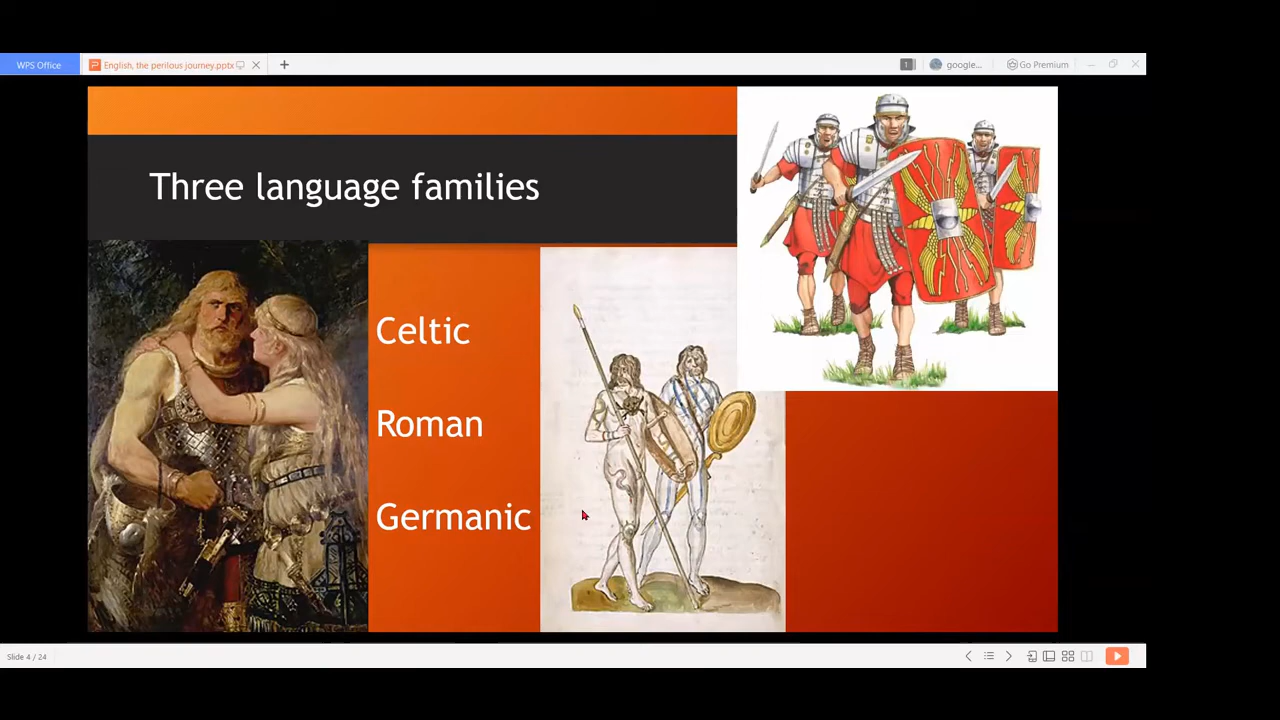 WPS Office
English, the perilous journey.pptx
1
google...
Go Premium
Three language families
Celtic
Roman
Germanic
Slide 4 / 24